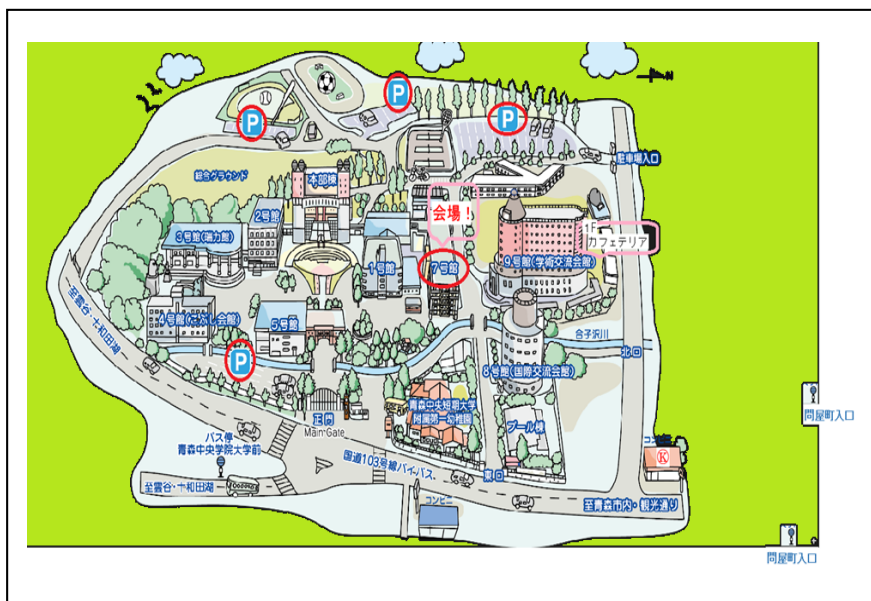 P
P
P
N
駐車場入口
総合グラウンド
本部棟
2号館
3号館(強力館)
会場！
1F
カフェテリア
1号館
7号館
9号館(学術交流会館)
4号館(こぶし会館)
5号館
P
合子沢川
北口
8号館(国際交流会館)
至雲谷・十和田湖
正門
Main Gate
青森中央短期大学
附属第一幼稚園
プール棟
問屋町入口
バス停
青森中央学院大学前
国道103号線バイパス
東口
コンビニ
K
至雲谷・十和田湖
コンビニ
至青森市内・観光通り
問屋町入口